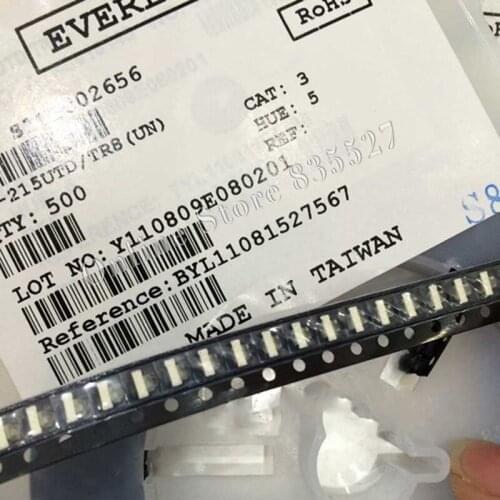 EVERL
RoHS
02656
-215UTD/TR8(UN)
TY: 500
CAT: 3
HUE: 5
REF:
LOT NO: Y110809E080201
Reference: BYL11081527567
MADE IN TAIWAN
Store 835527
S8